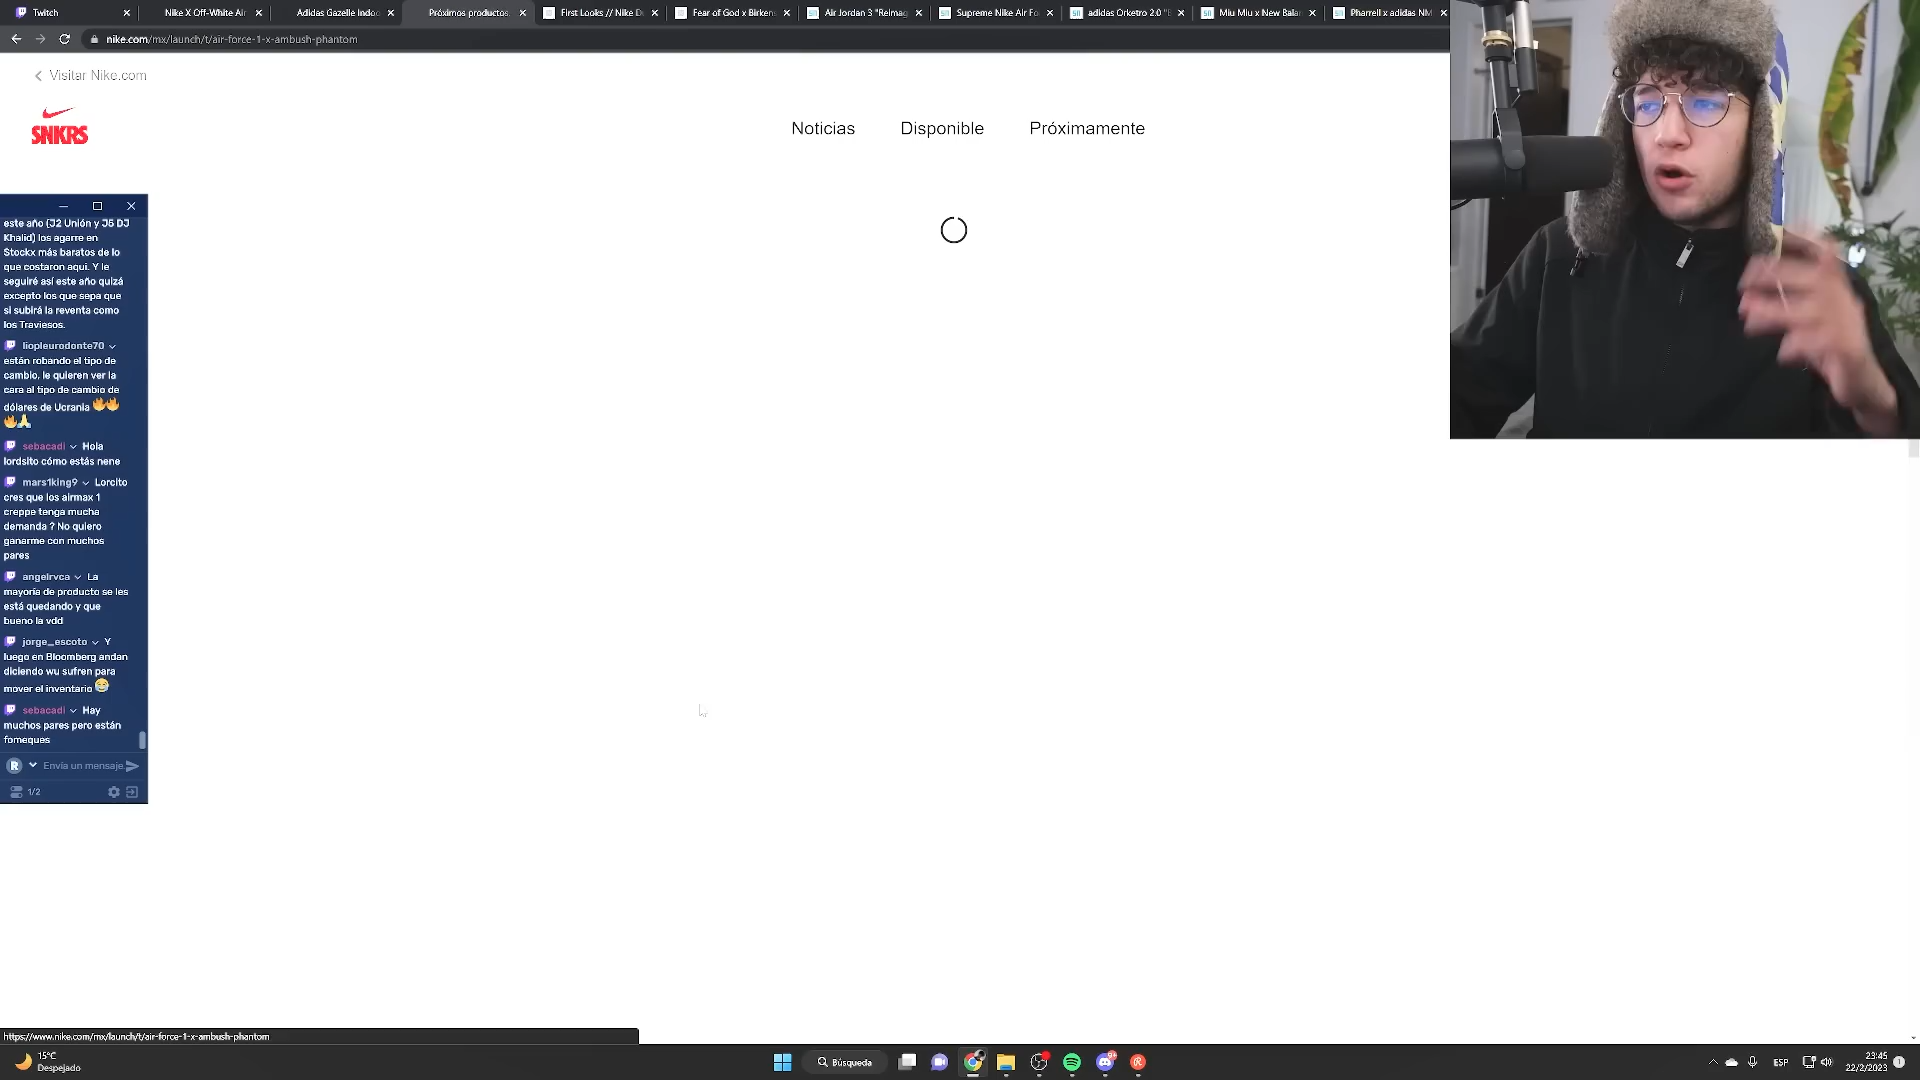 Twitch
Nike X Off-White Air
Adidas Gazelle Indoo
Próximos productos
First Looks // Nike D
Fear of God x Birkens
Air Jordan 3 "Reimag
Supreme Nike Air Fo
adidas Orketro 2.0 "B
Miu Miu x New Balan
Pharrell x adidas NM
nike.com/mx/launch/t/air-force-1-x-ambush-phantom
Visitar Nike.com
SNKRS
Noticias
Disponible
Próximamente
este año (J2 Unión y J5 DJ
Khalid) los agarre en
Stockx más baratos de lo
que costaron aqui. Y le
seguiré así este año quizá
excepto los que sepa que
si subirá la reventa como
los Traviesos.
liopleurodonte70
están robando el tipo de
cambio, le quieren ver la
cara al tipo de cambio de
dólares de Ucrania 🔥🔥
🔥🙏
sebacadi Hola
lordsito cómo estás nene
mars1king9 Lorcito
cres que los airmax 1
creppe tenga mucha
demanda ? No quiero
ganarme con muchos
pares
angelrvca La
mayoría de producto se les
está quedando y que
bueno la vdd
jorge_escoto Y
luego en Bloomberg andan
diciendo wu sufren para
mover el inventario 😂
sebacadi Hay
muchos pares pero están
fomeques
R
Envía un mensaje
1/2
https://www.nike.com/mx/launch/t/air-force-1-x-ambush-phantom
15°C
Despejado
Búsqueda
ESP
23:45
22/2/2023